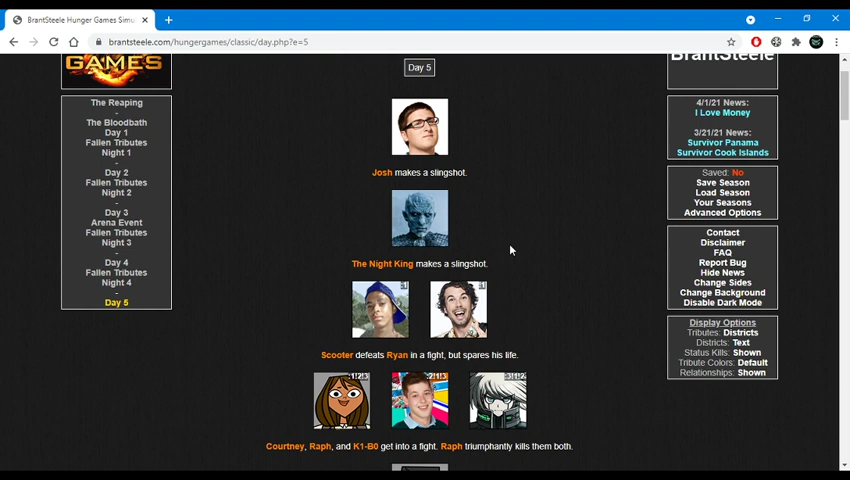 BrantSteele Hunger Games Simu
brantsteele.com/hungergames/classic/day.php?e=5
GAMES
Day 5
BrantSteele
The Reaping
-
The Bloodbath
Day 1
Fallen Tributes
Night 1
-
Day 2
Fallen Tributes
Night 2
-
Day 3
Arena Event
Fallen Tributes
Night 3
-
Day 4
Fallen Tributes
Night 4
Day 5
Josh makes a slingshot.
The Night King makes a slingshot.
Scooter defeats Ryan in a fight, but spares his life.
Courtney, Raph, and K1-B0 get into a fight. Raph triumphantly kills them both.
4/1/21 News:
I Love Money
3/21/21 News:
Survivor Panama
Survivor Cook Islands
Saved: No
Save Season
Load Season
Your Seasons
Advanced Options
Contact
Disclaimer
FAQ
Report Bug
Hide News
Change Sides
Change Background
Disable Dark Mode
Display Options
Tributes: Districts
Districts: Text
Status Kills: Shown
Tribute Colors: Default
Relationships: Shown